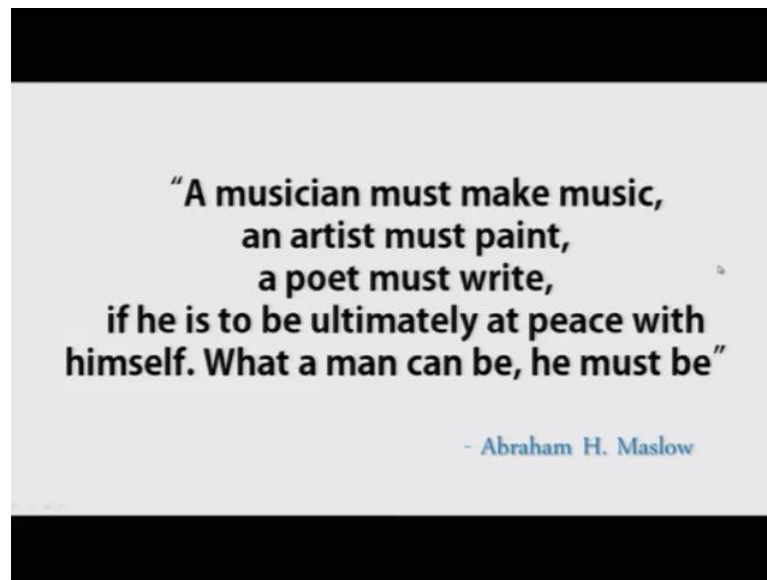 “A musician must make music,
an artist must paint,
a poet must write,
if he is to be ultimately at peace with
himself. What a man can be, he must be”
- Abraham H. Maslow